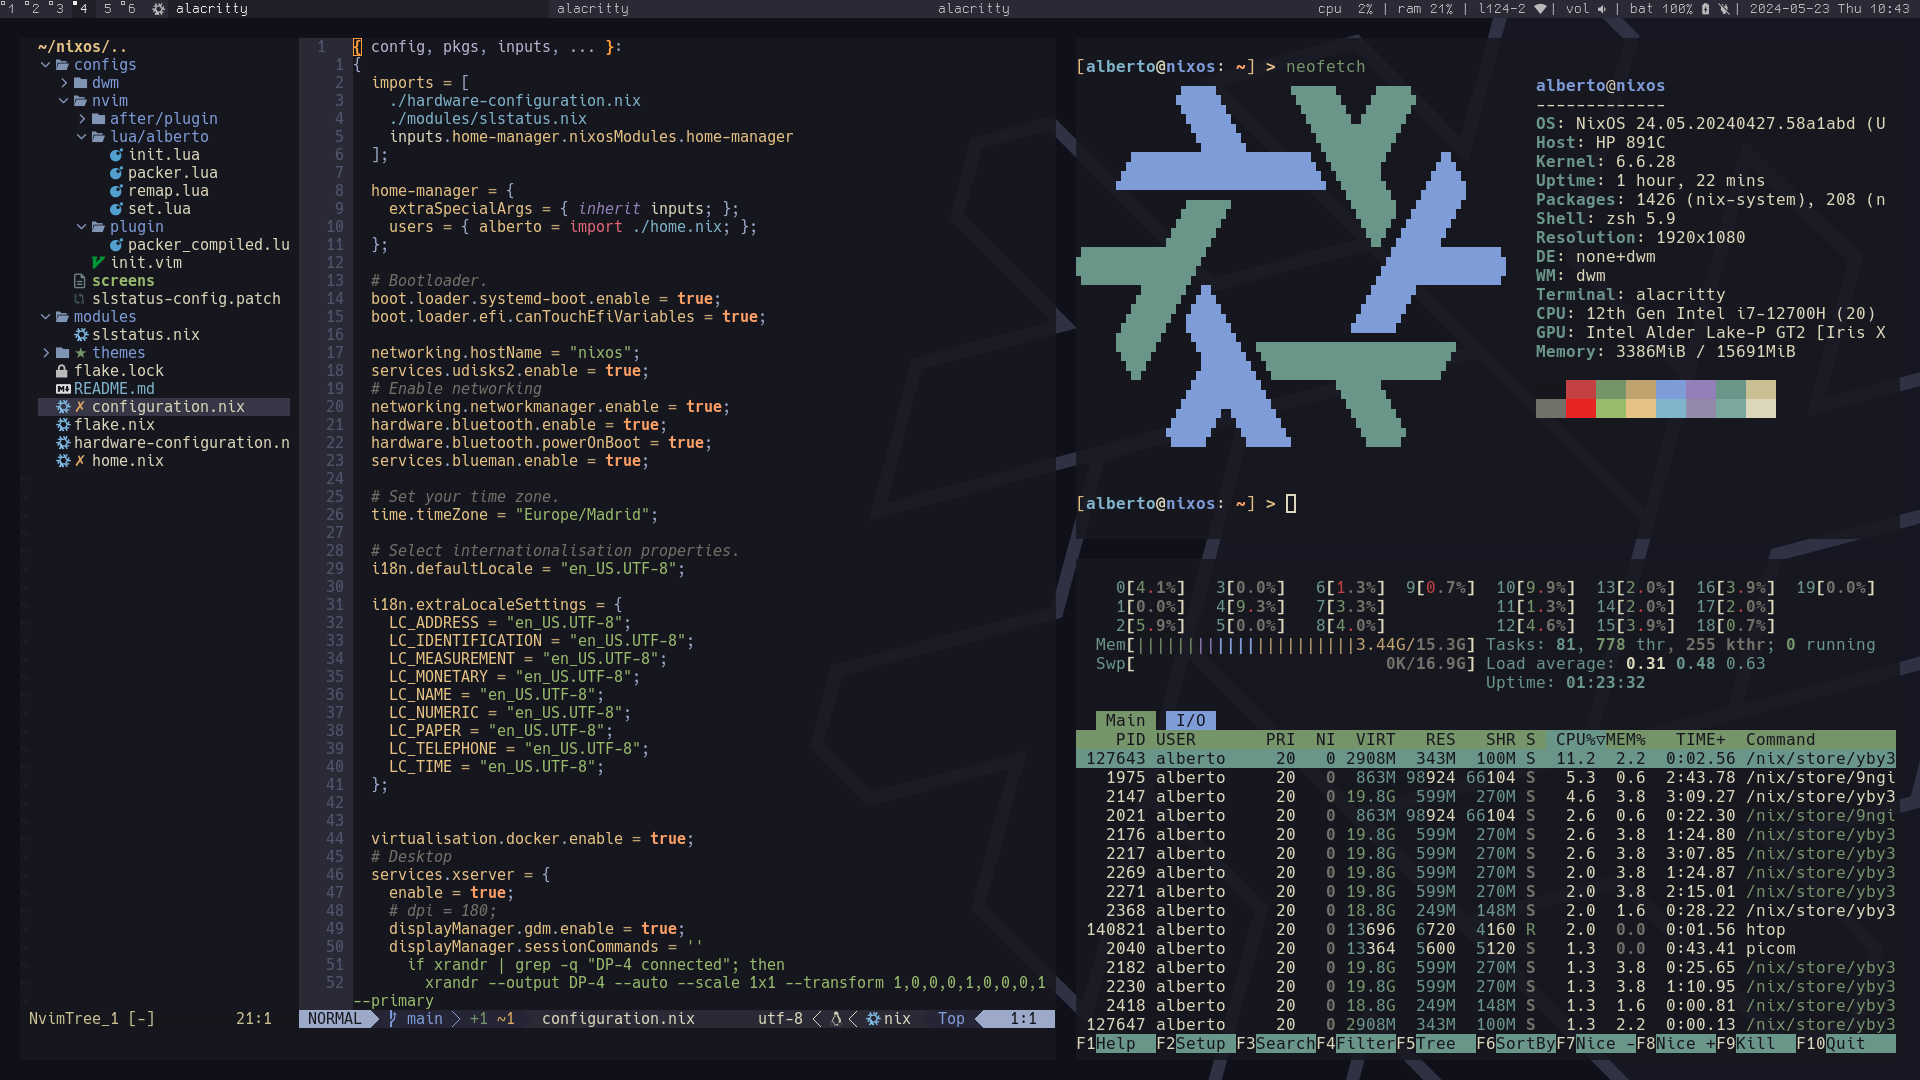 1 2 3 4 5 6 alacritty alacritty alacritty cpu 2% | ram 21% | l124-2 | vol | bat 100% | 2024-05-23 Thu 10:43
~/nixos/..
configs
dwm
nvim
after/plugin
lua/alberto
init.lua
packer.lua
remap.lua
set.lua
plugin
packer_compiled.lu
init.vim
screens
slstatus-config.patch
modules
slstatus.nix
★ themes
flake.lock
README.md
✗ configuration.nix
flake.nix
hardware-configuration.n
✗ home.nix
NvimTree_1 [-] 21:1
1 { config, pkgs, inputs, ... }:
1 {
2 imports = [
3 ./hardware-configuration.nix
4 ./modules/slstatus.nix
5 inputs.home-manager.nixosModules.home-manager
6 ];
7
8 home-manager = {
9 extraSpecialArgs = { inherit inputs; };
10 users = { alberto = import ./home.nix; };
11 };
12
13 # Bootloader.
14 boot.loader.systemd-boot.enable = true;
15 boot.loader.efi.canTouchEfiVariables = true;
16
17 networking.hostName = "nixos";
18 services.udisks2.enable = true;
19 # Enable networking
20 networking.networkmanager.enable = true;
21 hardware.bluetooth.enable = true;
22 hardware.bluetooth.powerOnBoot = true;
23 services.blueman.enable = true;
24
25 # Set your time zone.
26 time.timeZone = "Europe/Madrid";
27
28 # Select internationalisation properties.
29 i18n.defaultLocale = "en_US.UTF-8";
30
31 i18n.extraLocaleSettings = {
32 LC_ADDRESS = "en_US.UTF-8";
33 LC_IDENTIFICATION = "en_US.UTF-8";
34 LC_MEASUREMENT = "en_US.UTF-8";
35 LC_MONETARY = "en_US.UTF-8";
36 LC_NAME = "en_US.UTF-8";
37 LC_NUMERIC = "en_US.UTF-8";
38 LC_PAPER = "en_US.UTF-8";
39 LC_TELEPHONE = "en_US.UTF-8";
40 LC_TIME = "en_US.UTF-8";
41 };
42
43
44 virtualisation.docker.enable = true;
45 # Desktop
46 services.xserver = {
47 enable = true;
48 # dpi = 180;
49 displayManager.gdm.enable = true;
50 displayManager.sessionCommands = ''
51 if xrandr | grep -q "DP-4 connected"; then
52 xrandr --output DP-4 --auto --scale 1x1 --transform 1,0,0,0,1,0,0,0,1
--primary
NORMAL main +1 ~1 configuration.nix utf-8 nix Top 1:1
[alberto@nixos: ~] > neofetch
alberto@nixos
-------------
OS: NixOS 24.05.20240427.58a1abd (U
Host: HP 891C
Kernel: 6.6.28
Uptime: 1 hour, 22 mins
Packages: 1426 (nix-system), 208 (n
Shell: zsh 5.9
Resolution: 1920x1080
DE: none+dwm
WM: dwm
Terminal: alacritty
CPU: 12th Gen Intel i7-12700H (20)
GPU: Intel Alder Lake-P GT2 [Iris X
Memory: 3386MiB / 15691MiB
[alberto@nixos: ~] >
0[4.1%] 3[0.0%] 6[1.3%] 9[0.7%] 10[9.9%] 13[2.0%] 16[3.9%] 19[0.0%]
1[0.0%] 4[9.3%] 7[3.3%] 11[1.3%] 14[2.0%] 17[2.0%]
2[5.9%] 5[0.0%] 8[4.0%] 12[4.6%] 15[3.9%] 18[0.7%]
Mem[||||||||||||||||||||||3.44G/15.3G] Tasks: 81, 778 thr, 255 kthr; 0 running
Swp[ 0K/16.9G] Load average: 0.31 0.48 0.63
Uptime: 01:23:32
Main I/O
PID USER PRI NI VIRT RES SHR S CPU%▽MEM% TIME+ Command
127643 alberto 20 0 2908M 343M 100M S 11.2 2.2 0:02.56 /nix/store/yby3
1975 alberto 20 0 863M 98924 66104 S 5.3 0.6 2:43.78 /nix/store/9ngi
2147 alberto 20 0 19.8G 599M 270M S 4.6 3.8 3:09.27 /nix/store/yby3
2021 alberto 20 0 863M 98924 66104 S 2.6 0.6 0:22.30 /nix/store/9ngi
2176 alberto 20 0 19.8G 599M 270M S 2.6 3.8 1:24.80 /nix/store/yby3
2217 alberto 20 0 19.8G 599M 270M S 2.6 3.8 3:07.85 /nix/store/yby3
2269 alberto 20 0 19.8G 599M 270M S 2.0 3.8 1:24.87 /nix/store/yby3
2271 alberto 20 0 19.8G 599M 270M S 2.0 3.8 2:15.01 /nix/store/yby3
2368 alberto 20 0 18.8G 249M 148M S 2.0 1.6 0:28.22 /nix/store/yby3
140821 alberto 20 0 13696 6720 4160 R 2.0 0.0 0:01.56 htop
2040 alberto 20 0 13364 5600 5120 S 1.3 0.0 0:43.41 picom
2182 alberto 20 0 19.8G 599M 270M S 1.3 3.8 0:25.65 /nix/store/yby3
2230 alberto 20 0 19.8G 599M 270M S 1.3 3.8 1:10.95 /nix/store/yby3
2418 alberto 20 0 18.8G 249M 148M S 1.3 1.6 0:00.81 /nix/store/yby3
127647 alberto 20 0 2908M 343M 100M S 1.3 2.2 0:00.13 /nix/store/yby3
F1Help F2Setup F3SearchF4FilterF5Tree F6SortByF7Nice -F8Nice +F9Kill F10Quit